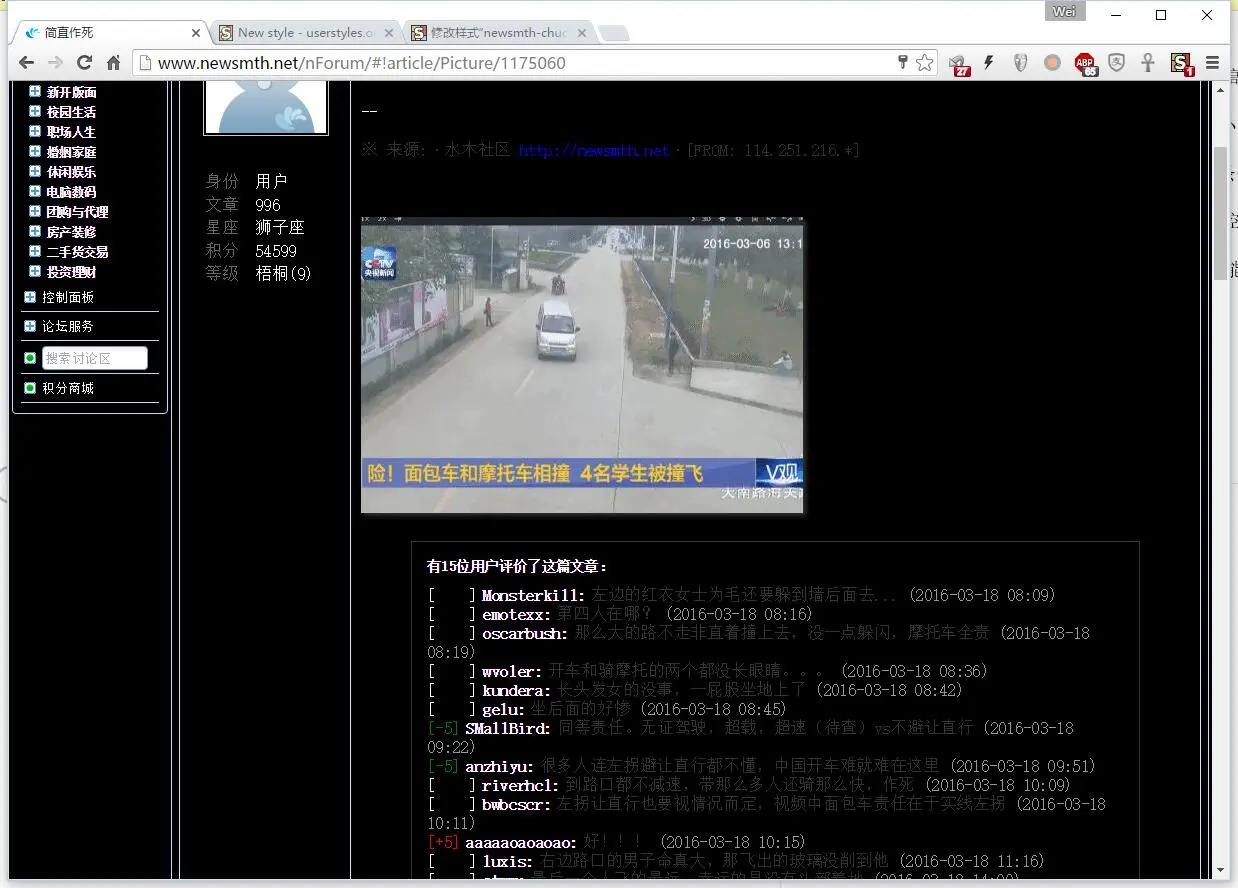 Wei
简直作死
New style - userstyles.o
修改样式"newsmth-chu
www.newsmth.net/nForum/#!article/Picture/1175060
27
ABP
65
S
1
新开版面
校园生活
职场人生
婚姻家庭
休闲娱乐
电脑数码
团购与代理
房产装修
二手货交易
投资理财
控制面板
论坛服务
搜索讨论区
积分商城
身份 用户
文章 996
星座 狮子座
积分 54599
等级 梧桐(9)
--
※ 来源:·水木社区 http://newsmth.net·[FROM: 114.251.216.*]
2016-03-06 13:1
CCTV
央视新闻
险！面包车和摩托车相撞 4名学生被撞飞
V观
有15位用户评价了这篇文章：
[ ] Monsterkill: 左边的红衣女士为毛还要躲到墙后面去... (2016-03-18 08:09)
[ ] emotexx: 第四人在哪？ (2016-03-18 08:16)
[ ] oscarbush: 那么大的路不走非直着撞上去，没一点躲闪，摩托车全责 (2016-03-18
08:19)
[ ] wvoler: 开车和骑摩托的两个都没长眼睛。。。 (2016-03-18 08:36)
[ ] kundera: 长头发女的没事，一屁股坐地上了 (2016-03-18 08:42)
[ ] gelu: 坐后面的好惨 (2016-03-18 08:45)
[-5] SMallBird: 同等责任。无证驾驶，超载，超速（待查）vs不避让直行 (2016-03-18
09:22)
[-5] anzhiyu: 很多人连左拐避让直行都不懂，中国开车难就难在这里 (2016-03-18 09:51)
[ ] riverhcl: 到路口都不减速，带那么多人还骑那么快，作死 (2016-03-18 10:09)
[ ] bwbcscr: 左拐让直行也要视情况而定，视频中面包车责任在于实线左拐 (2016-03-18
10:11)
[+5] aaaaaoaoaoao: 好！！！ (2016-03-18 10:15)
[ ] luxis: 右边路口的男子命真大，那飞出的玻璃没削到他 (2016-03-18 11:16)